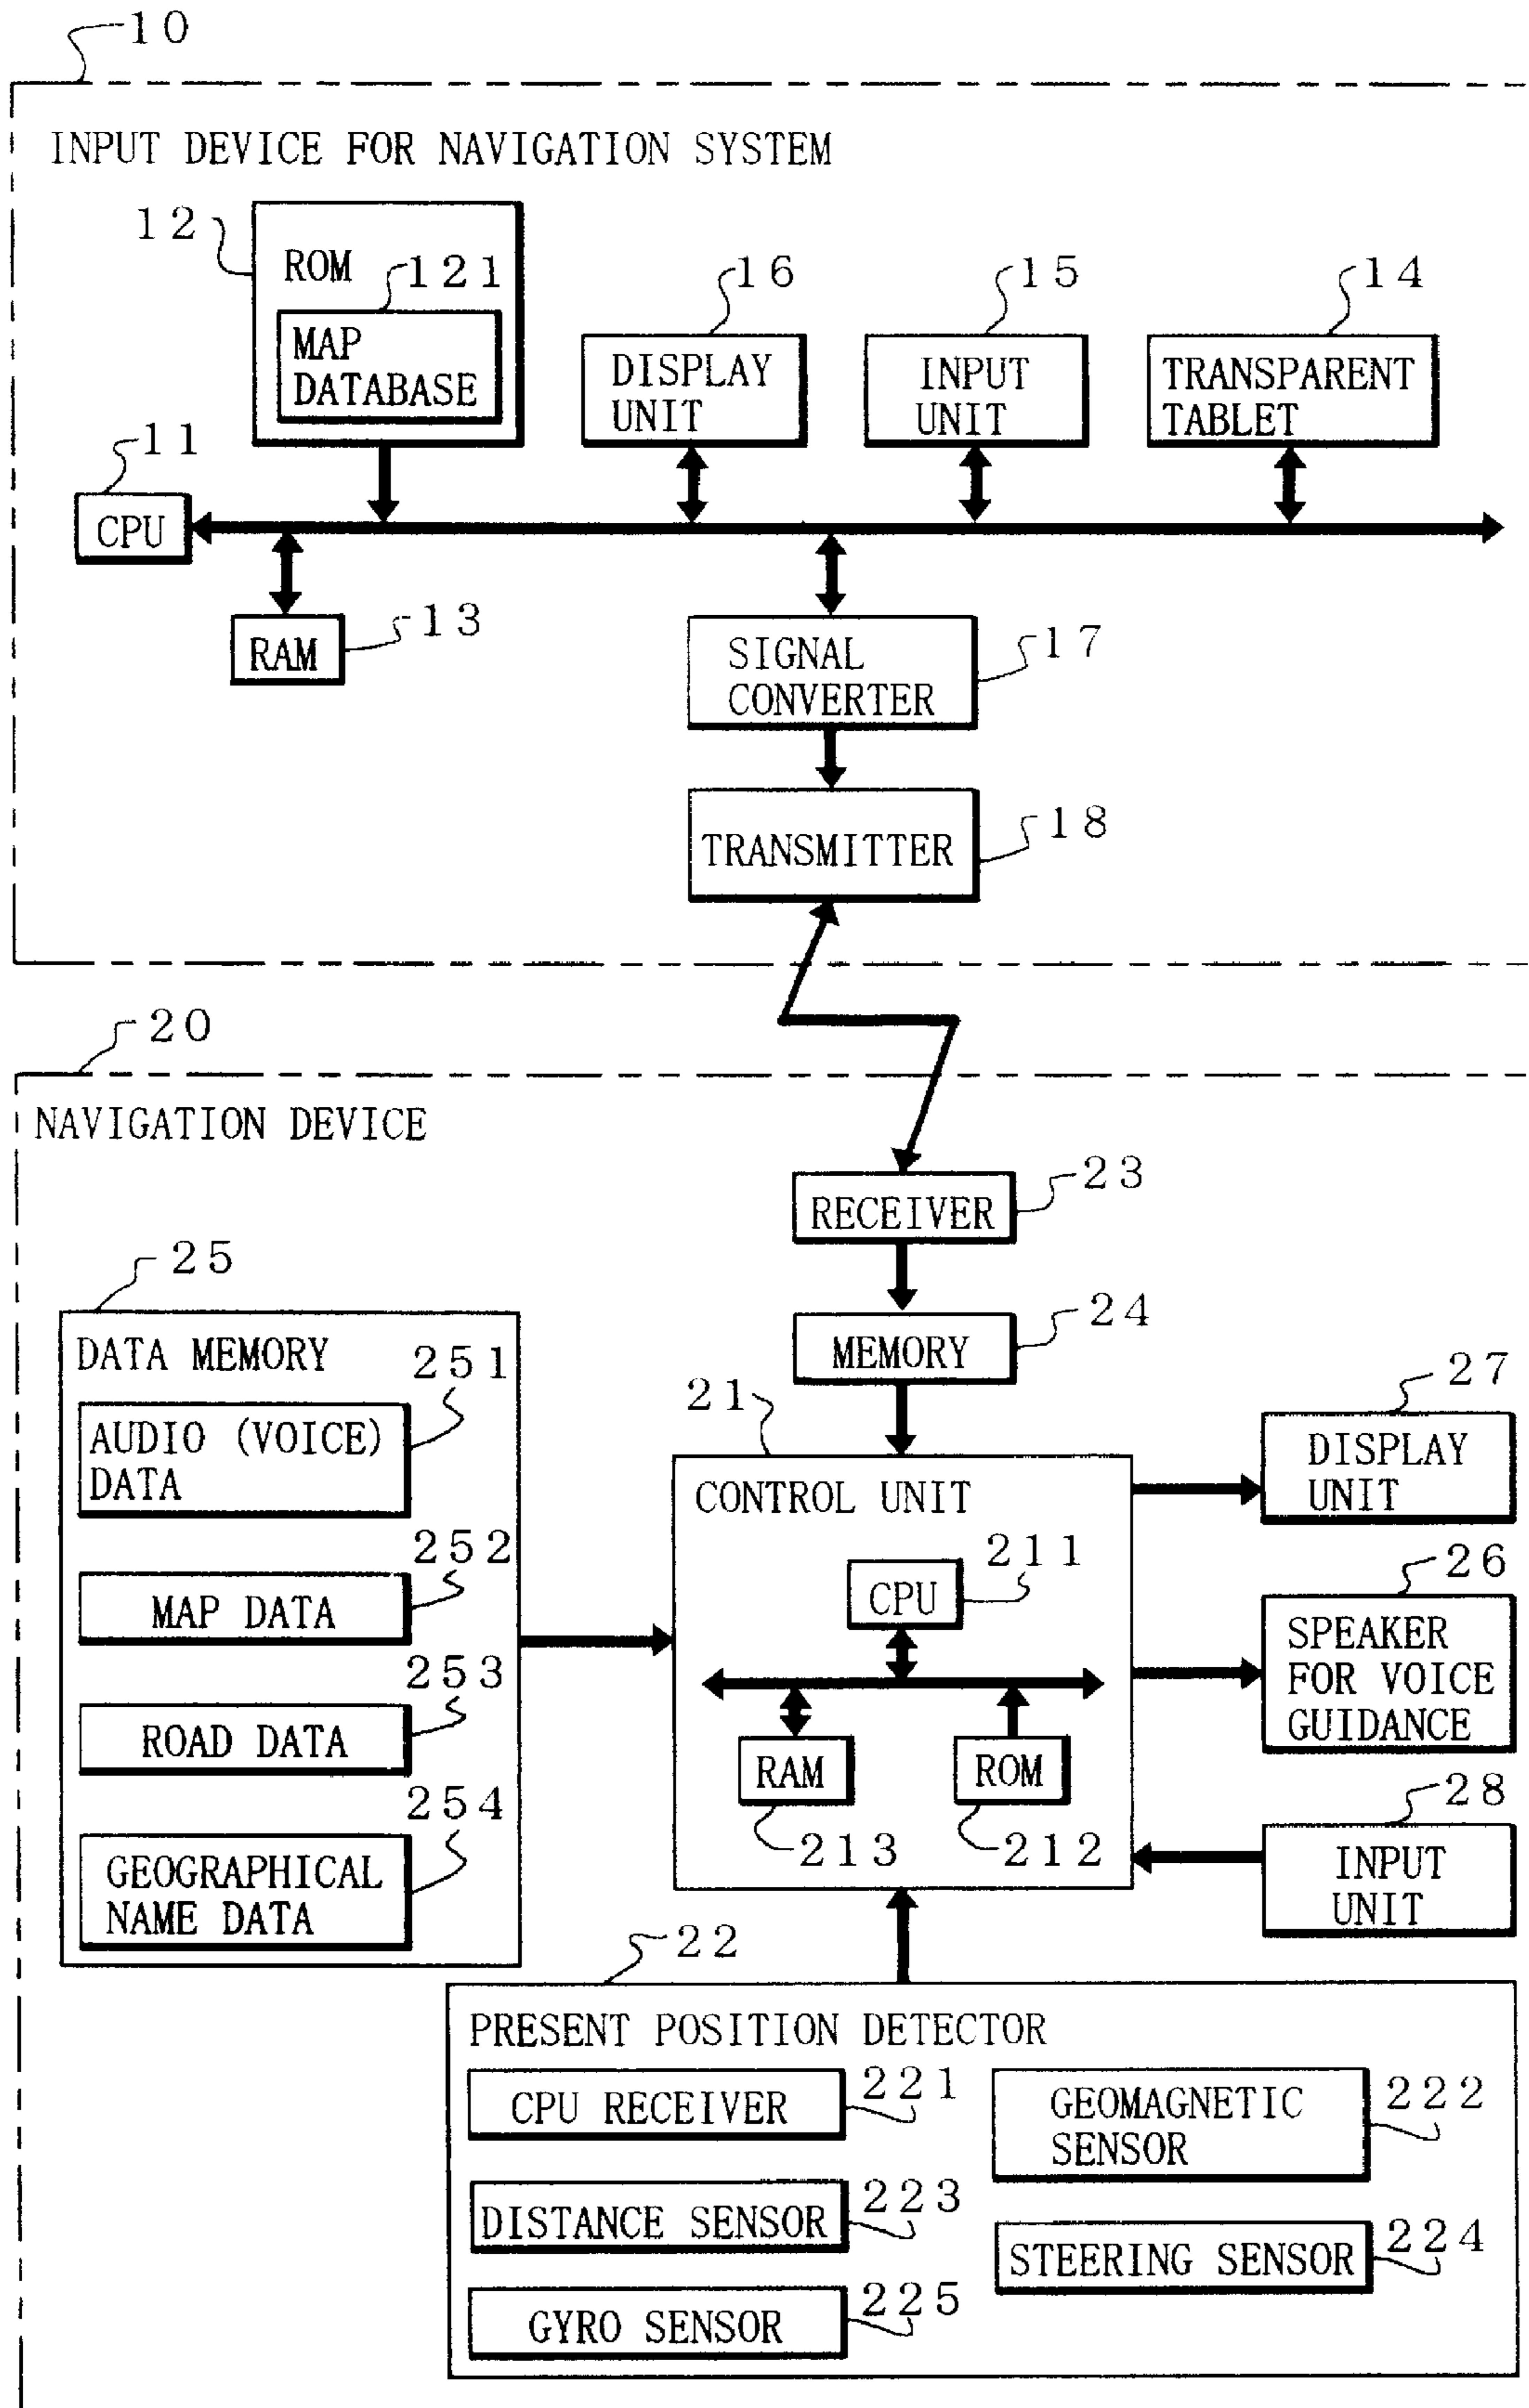 10
INPUT DEVICE FOR NAVIGATION SYSTEM
12
ROM
121
MAP
DATABASE
16
DISPLAY
UNIT
15
INPUT
UNIT
14
TRANSPARENT
TABLET
11
CPU
RAM
13
SIGNAL
CONVERTER
17
TRANSMITTER
18
20
NAVIGATION DEVICE
RECEIVER
23
MEMORY
24
25
DATA MEMORY
251
AUDIO (VOICE)
DATA
252
MAP DATA
253
ROAD DATA
254
GEOGRAPHICAL
NAME DATA
21
CONTROL UNIT
211
CPU
RAM
ROM
213
212
27
DISPLAY
UNIT
26
SPEAKER
FOR VOICE
GUIDANCE
28
INPUT
UNIT
22
PRESENT POSITION DETECTOR
CPU RECEIVER
221
GEOMAGNETIC
SENSOR
222
DISTANCE SENSOR
223
STEERING SENSOR
224
GYRO SENSOR
225